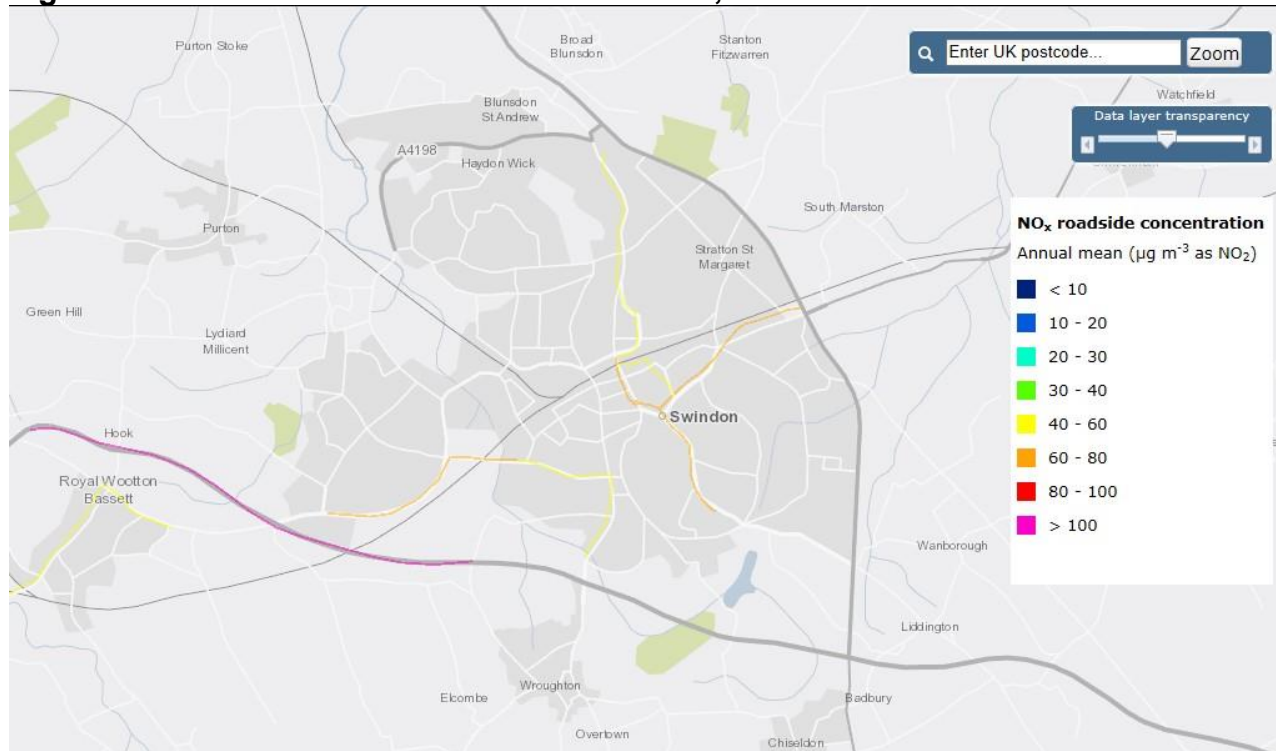 Purton Stoke
Broad
Blunsdon
Stanton
Fitzwarren
Enter UK postcode...
Zoom
Watchfield
Data layer transparency
Blunsdon
St Andrew
A4198
Haydon Wick
South Marston
Purton
Stratton St
Margaret
Green Hill
Lydiard
Millicent
Swindon
Hook
Royal Wootton
Bassett
Wanborough
Liddington
Wroughton
Elcombe
Badbury
Overtown
Chiseldon
NOx roadside concentration
Annual mean (µg m-3 as NO2)
< 10
10 - 20
20 - 30
30 - 40
40 - 60
60 - 80
80 - 100
> 100